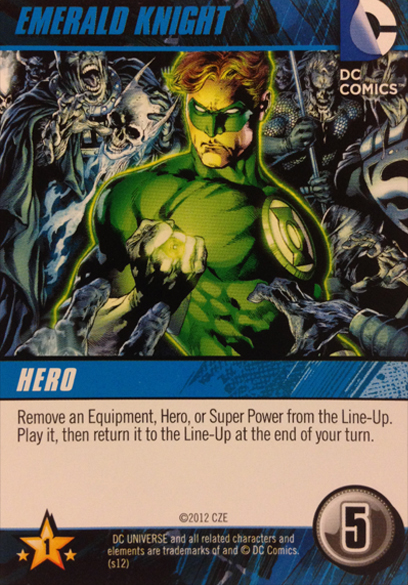 EMERALD KNIGHT
DC
DC
COMICS™
HERO
Remove an Equipment, Hero, or Super Power from the Line-Up.
Play it, then return it to the Line-Up at the end of your turn.
©2012 CZE
1
DC UNIVERSE and all related characters and
elements are trademarks of and © DC Comics.
(s12)
5